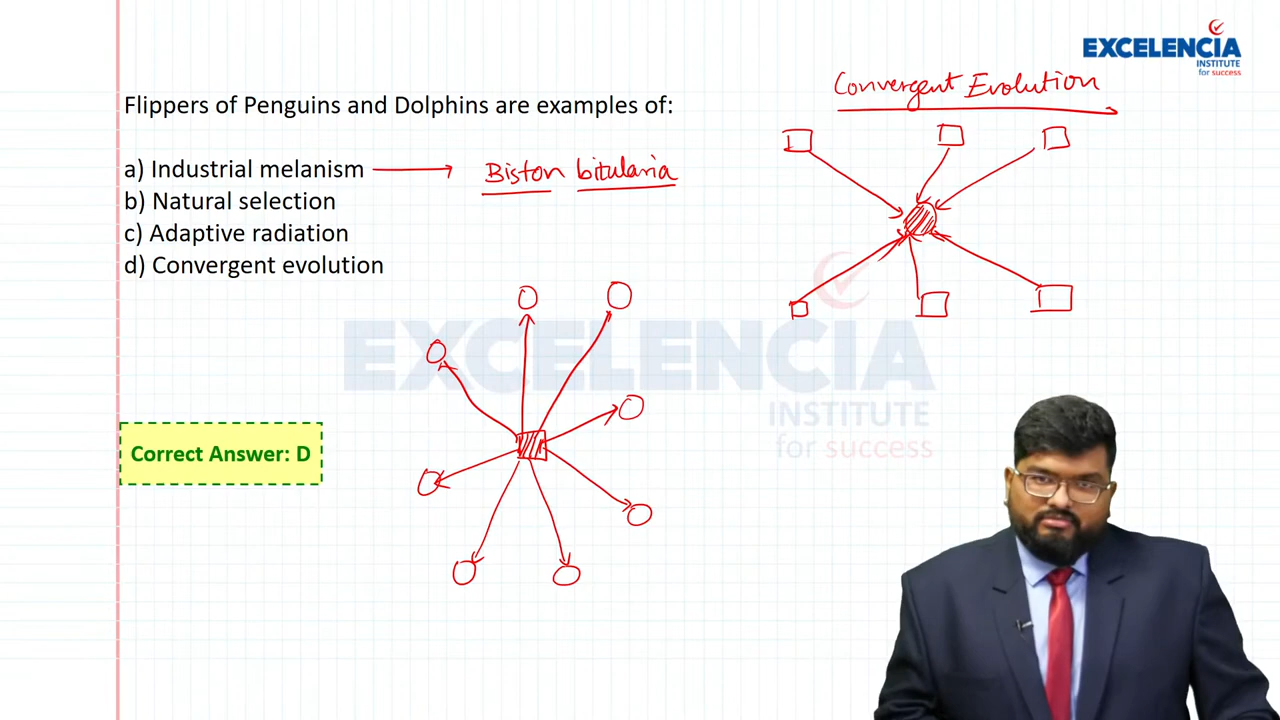 EXCELENCIA
INSTITUTE
for success
Convergent Evolution
Flippers of Penguins and Dolphins are examples of:
a) Industrial melanism
Biston bitularia
b) Natural selection
c) Adaptive radiation
d) Convergent evolution
EXCELENCIA
INSTITUTE
for success
Correct Answer: D